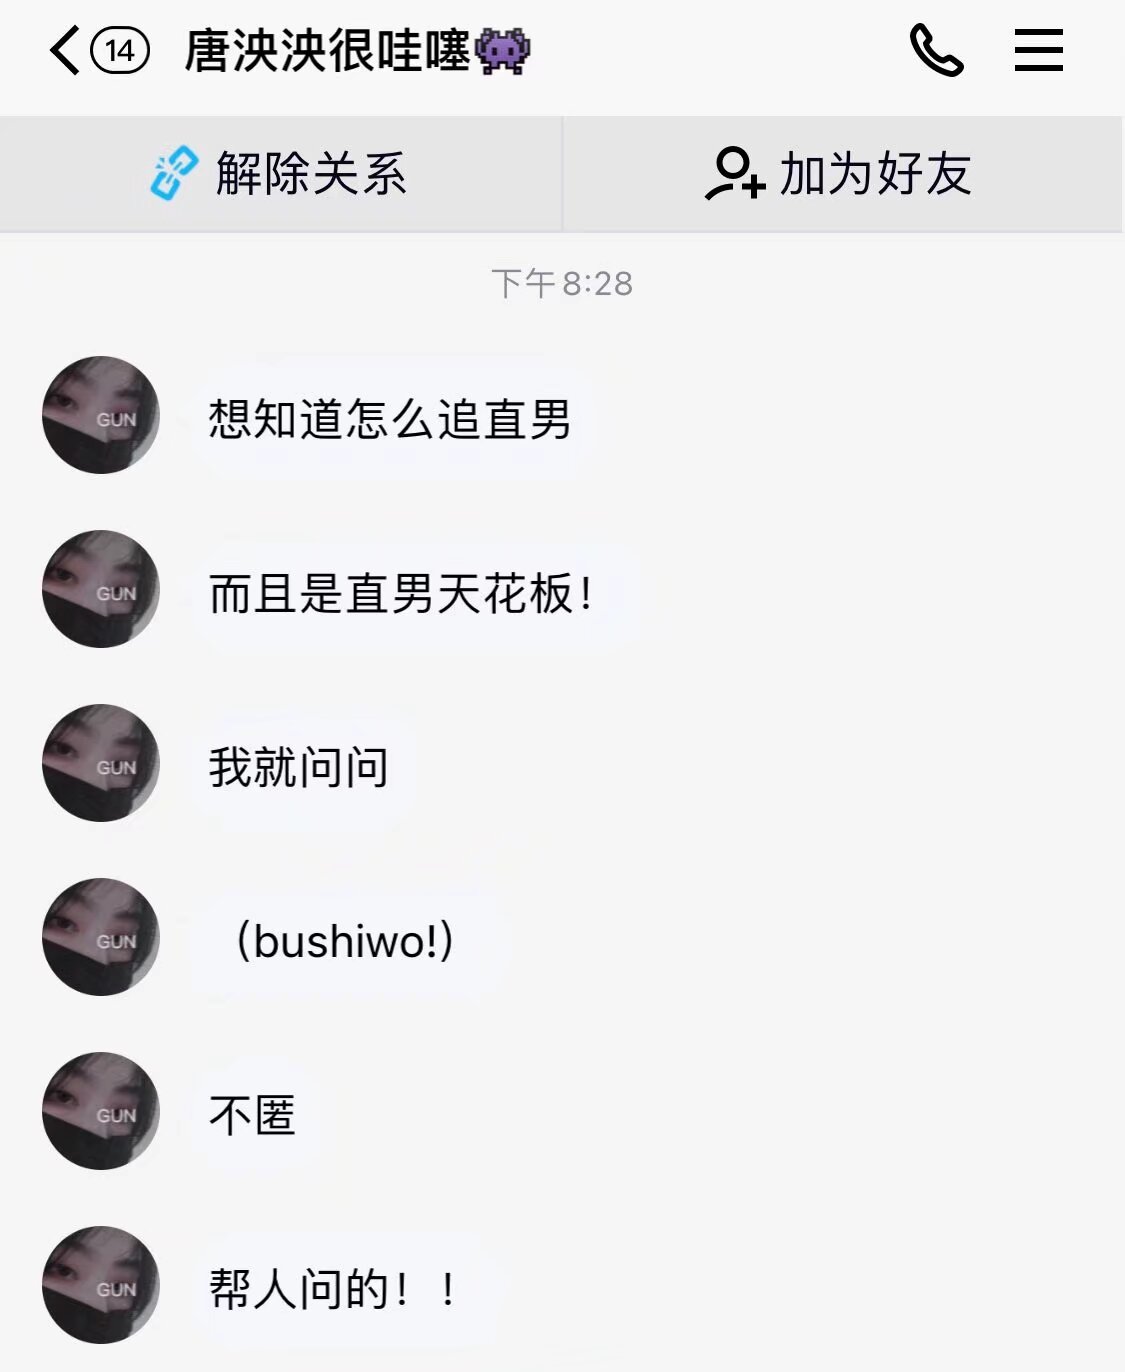 14 唐泱泱很哇噻👾
解除关系 加为好友
下午8:28
GUN 想知道怎么追直男
GUN 而且是直男天花板!
GUN 我就问问
GUN (bushiwo!)
GUN 不匿
GUN 帮人问的!!